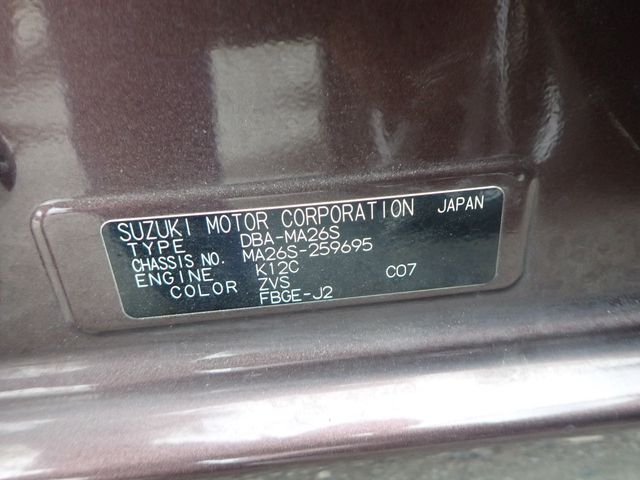 SUZUKI MOTOR CORPORATION JAPAN
TYPE DBA-MA26S
CHASSIS NO. MA26S-259695
ENGINE K12C C07
COLOR ZVS
FBGE-J2